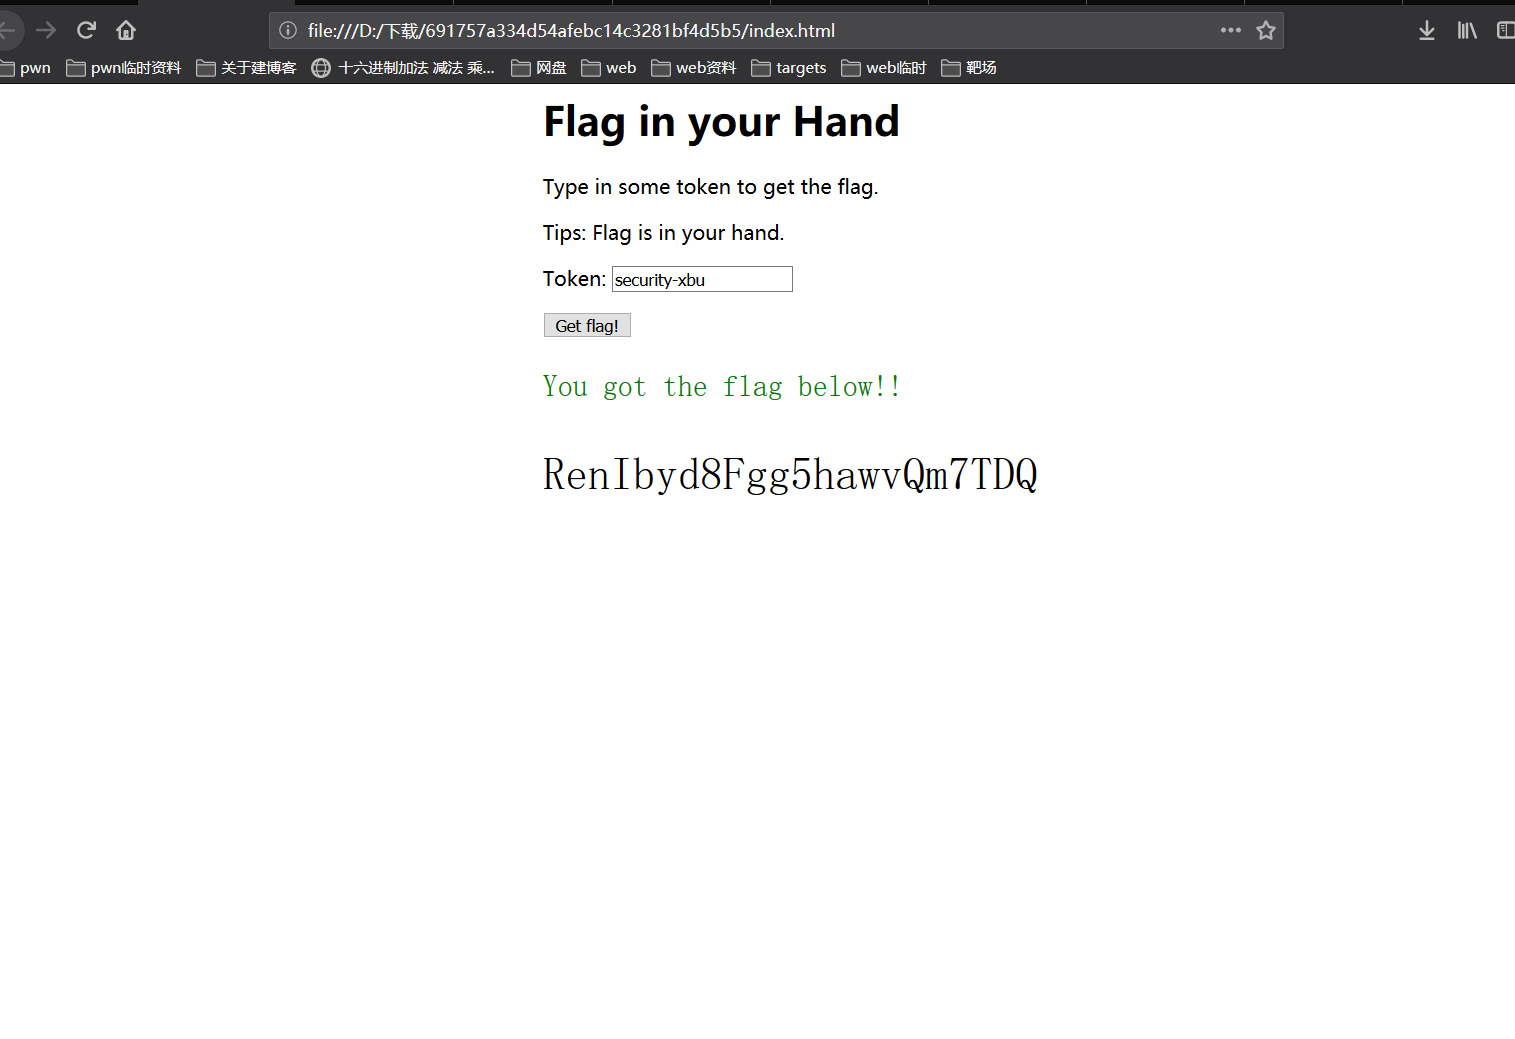 file:///D:/下载/691757a334d54afebc14c3281bf4d5b5/index.html
pwn pwn临时资料 关于建博客 十六进制加法 减法 乘... 网盘 web web资料 targets web临时 靶场
Flag in your Hand
Type in some token to get the flag.
Tips: Flag is in your hand.
Token: security-xbu
Get flag!
You got the flag below!!
RenIbyd8Fgg5hawvQm7TDQ